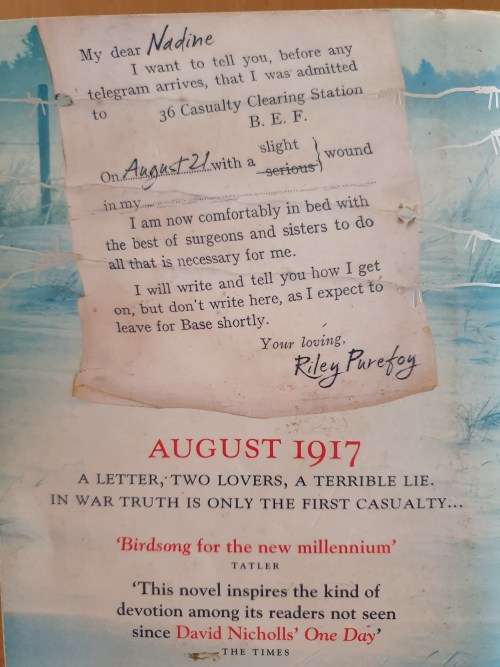 My dear Nadine
I want to tell you, before any
telegram arrives, that I was admitted
to 36 Casualty Clearing Station
B. E. F.
On August 21 with a slight
serious } wound
in my
I am now comfortably in bed with
the best of surgeons and sisters to do
all that is necessary for me.
I will write and tell you how I get
on, but don't write here, as I expect to
leave for Base shortly.
Your loving,
Riley Purefoy
AUGUST 1917
A LETTER, TWO LOVERS, A TERRIBLE LIE.
IN WAR TRUTH IS ONLY THE FIRST CASUALTY...
'Birdsong for the new millennium'
TATLER
'This novel inspires the kind of
devotion among its readers not seen
since David Nicholls' One Day'
THE TIMES